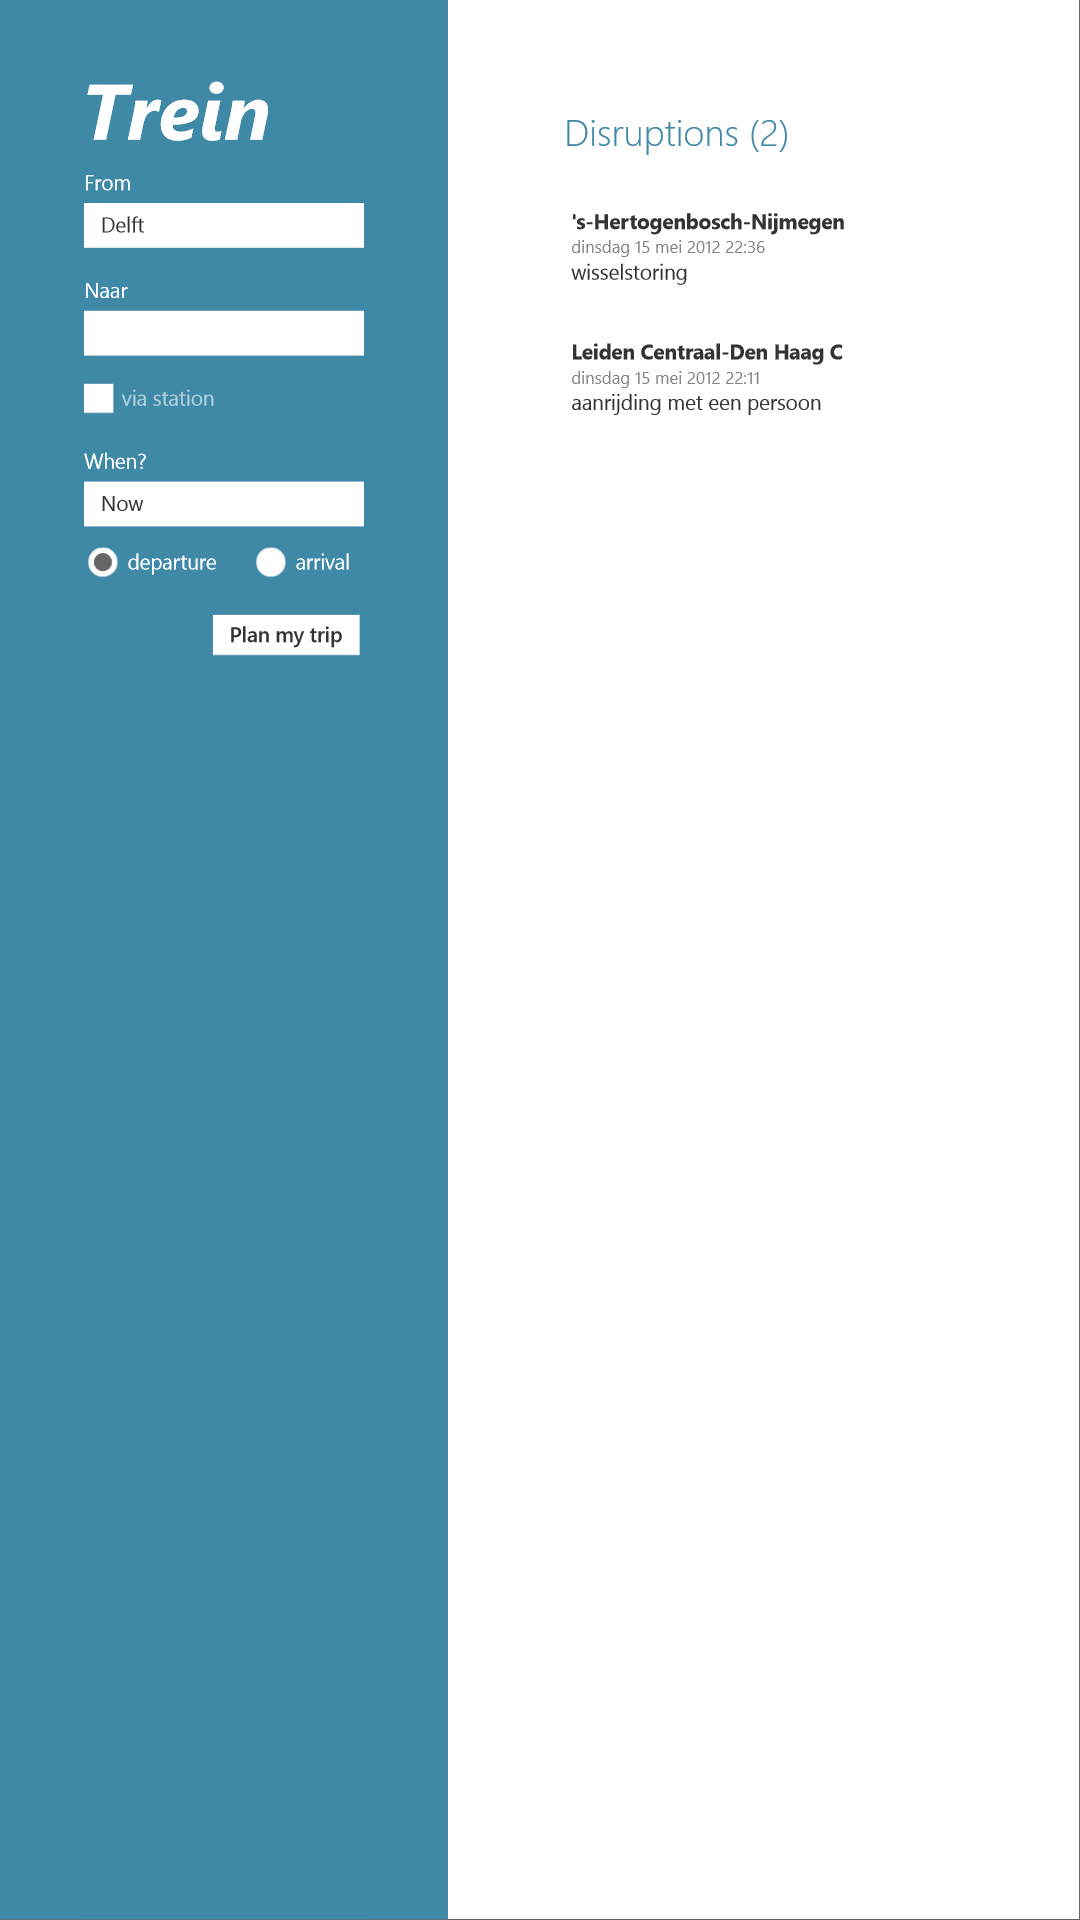 Trein
From
Delft
Naar
via station
When?
Now
departure
arrival
Plan my trip
Disruptions (2)
's-Hertogenbosch-Nijmegen
dinsdag 15 mei 2012 22:36
wisselstoring
Leiden Centraal-Den Haag C
dinsdag 15 mei 2012 22:11
aanrijding met een persoon